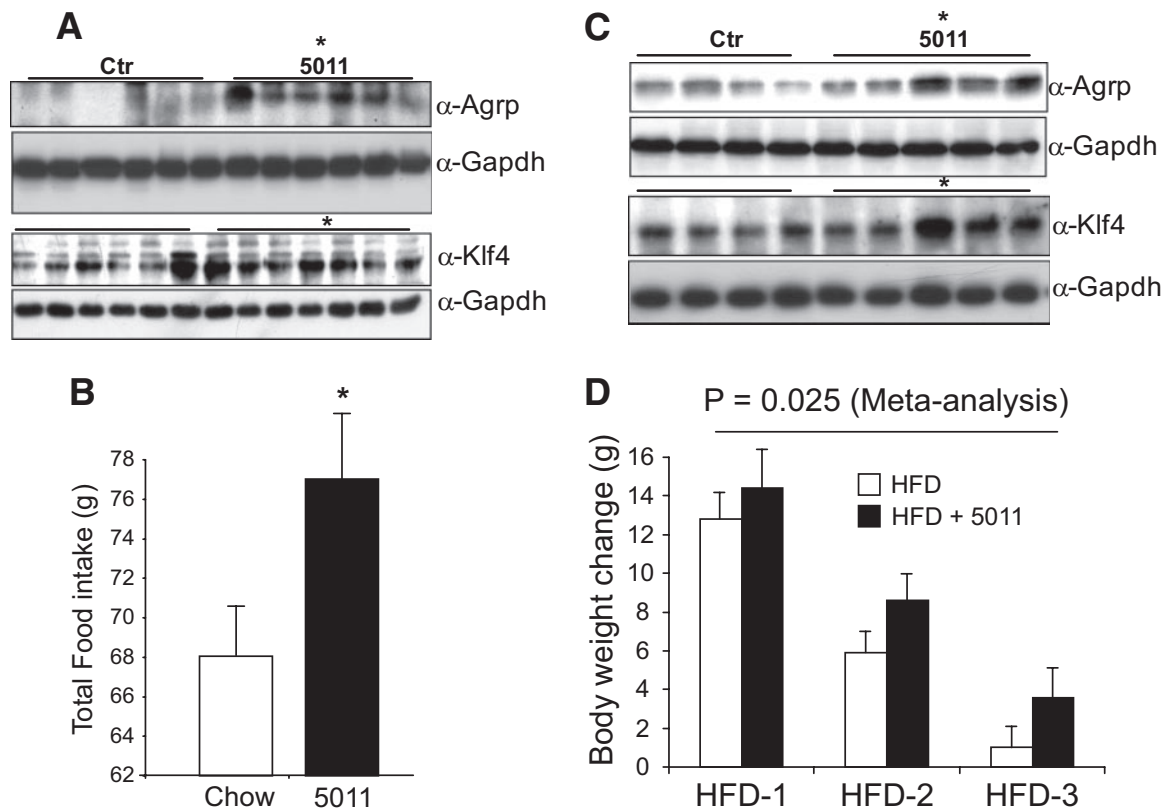 A
*
Ctr
5011
α-Agrp
α-Gapdh
*
α-Klf4
α-Gapdh
B
*
Total Food intake (g)
78
76
74
72
70
68
66
64
62
Chow
5011
C
*
Ctr
5011
α-Agrp
α-Gapdh
*
α-Klf4
α-Gapdh
D
P = 0.025 (Meta-analysis)
Body weight change (g)
16
14
12
10
8
6
4
2
0
HFD
HFD + 5011
HFD-1
HFD-2
HFD-3